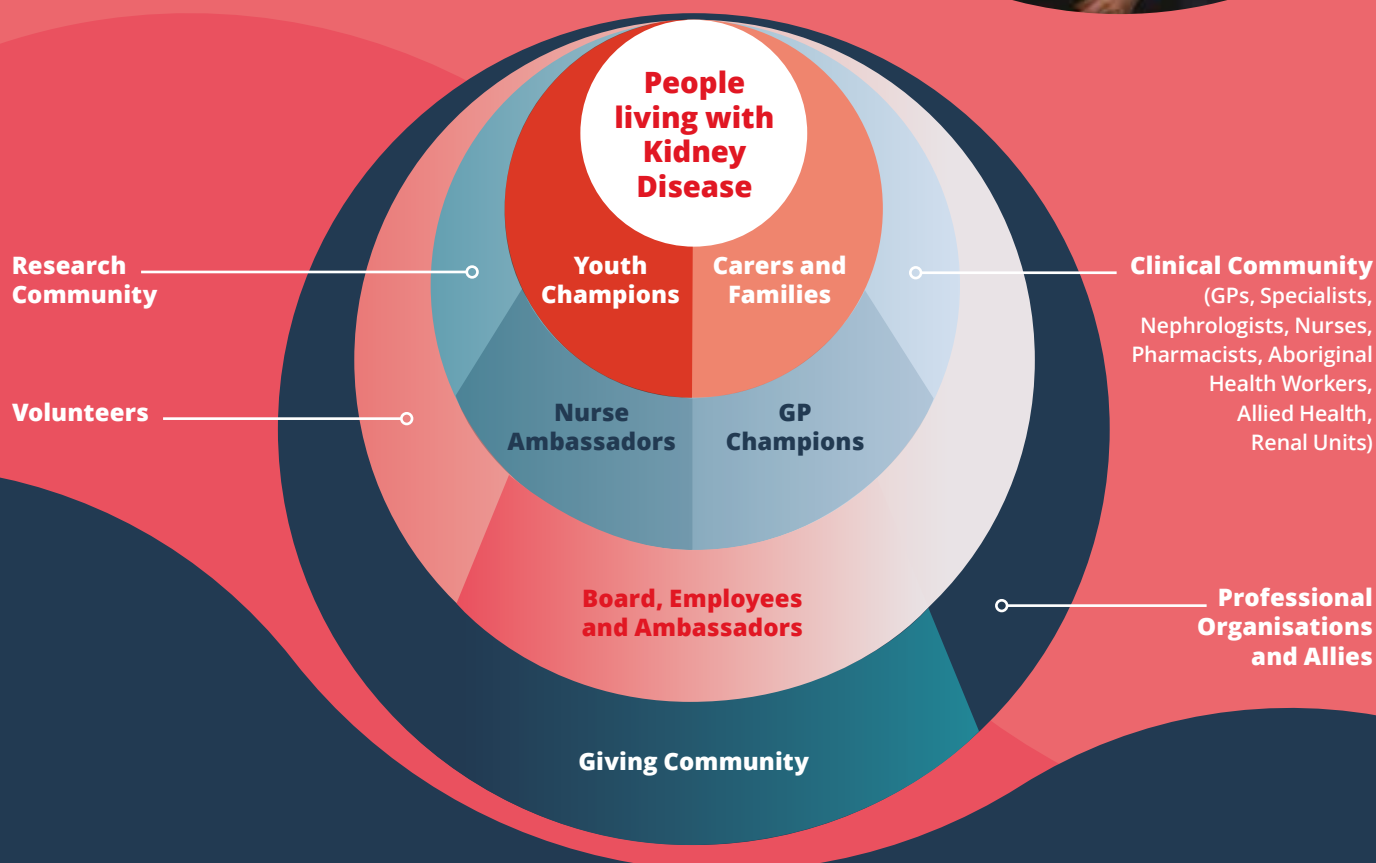 People
living with
Kidney
Disease
Research
Community
Youth
Champions
Carers and
Families
Clinical Community
(GPs, Specialists,
Nephrologists, Nurses,
Pharmacists, Aboriginal
Health Workers,
Allied Health,
Renal Units)
Volunteers
Nurse
Ambassadors
GP
Champions
Board, Employees
and Ambassadors
Professional
Organisations
and Allies
Giving Community